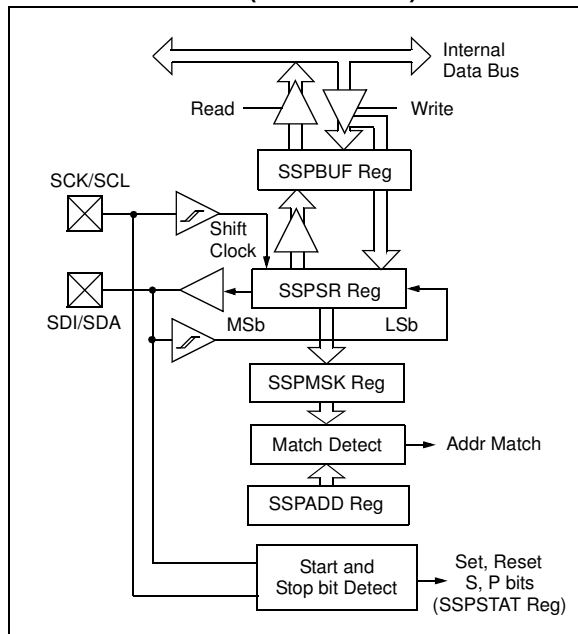 Internal
Data Bus
Read
Write
SSPBUF Reg
SCK/SCL
Shift
Clock
SSPSR Reg
SDI/SDA
MSb
LSb
SSPMSK Reg
Match Detect
Addr Match
SSPADD Reg
Start and
Stop bit Detect
Set, Reset
S, P bits
(SSPSTAT Reg)